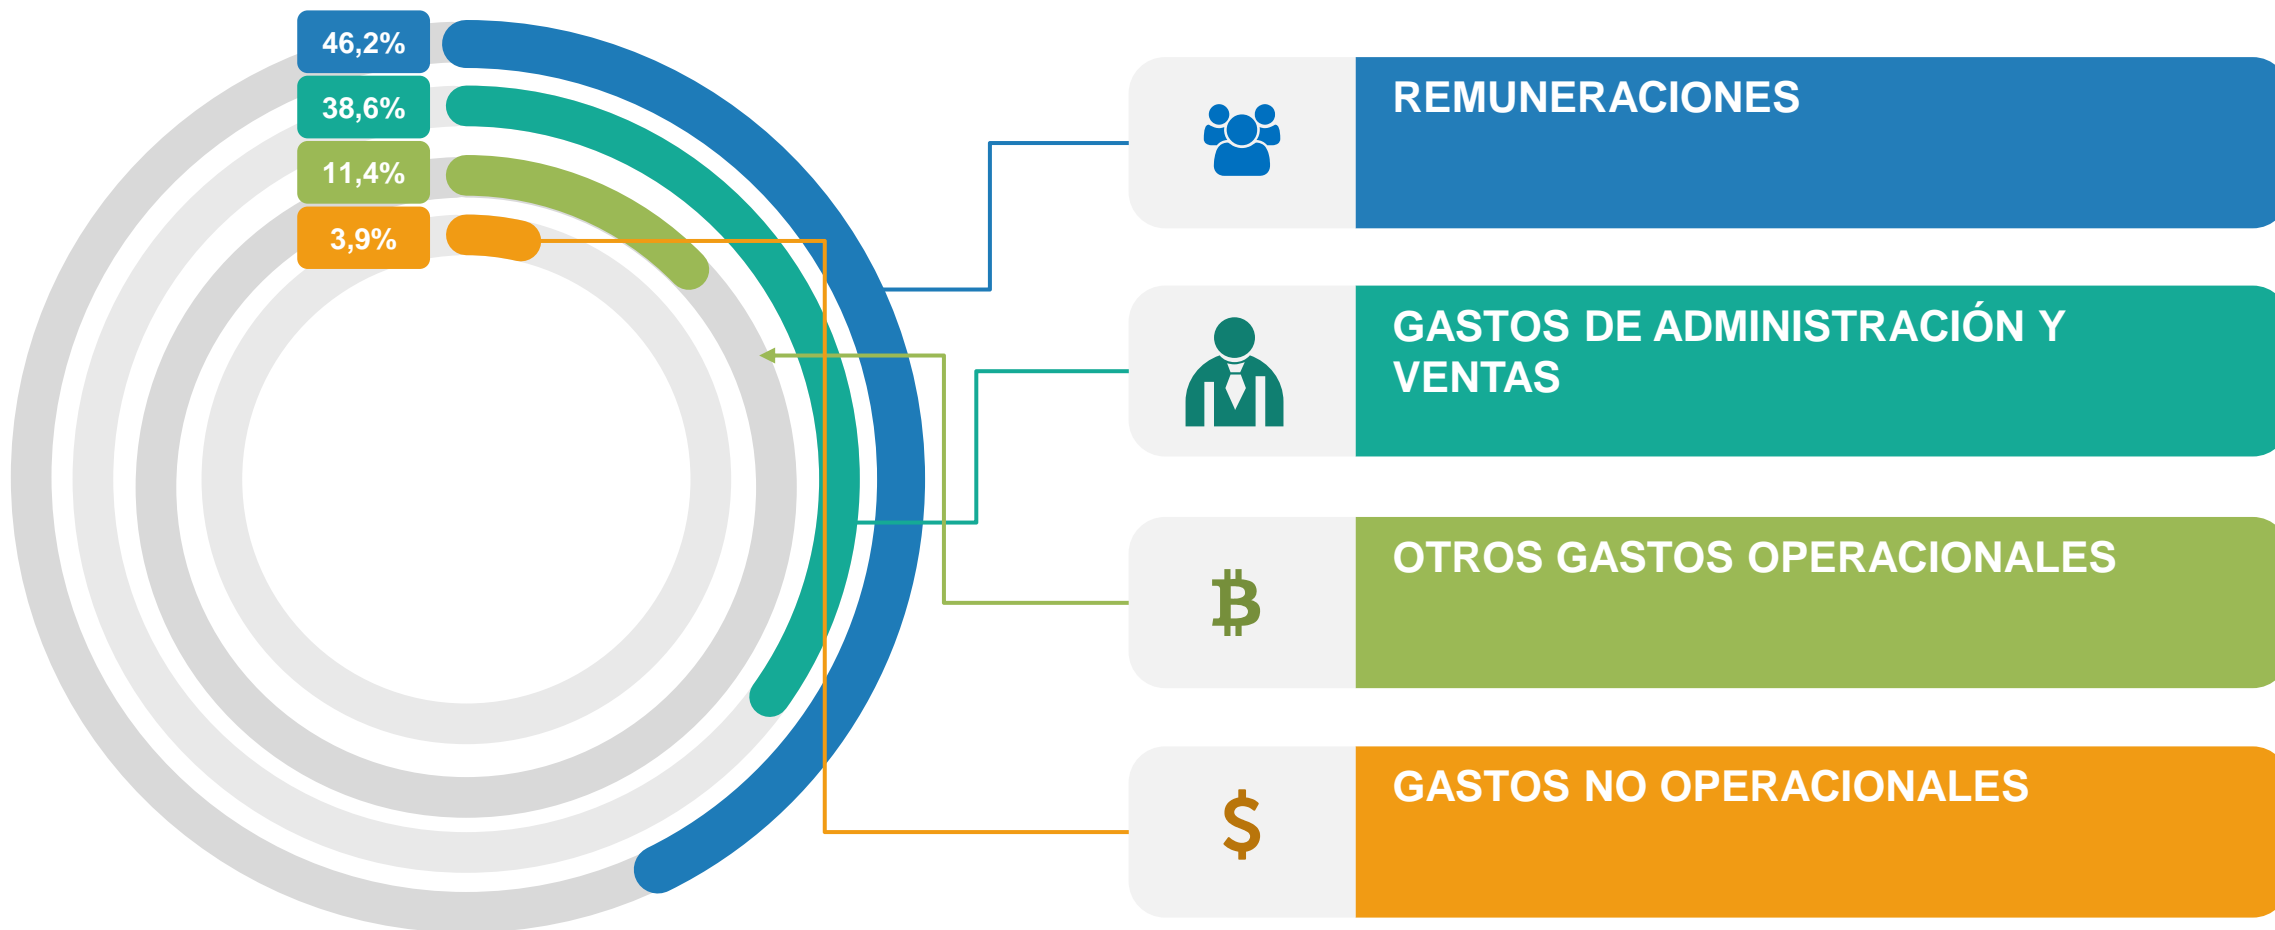 46,2%
38,6%
11,4%
3,9%
REMUNERACIONES
GASTOS DE ADMINISTRACIÓN Y
VENTAS
OTROS GASTOS OPERACIONALES
GASTOS NO OPERACIONALES